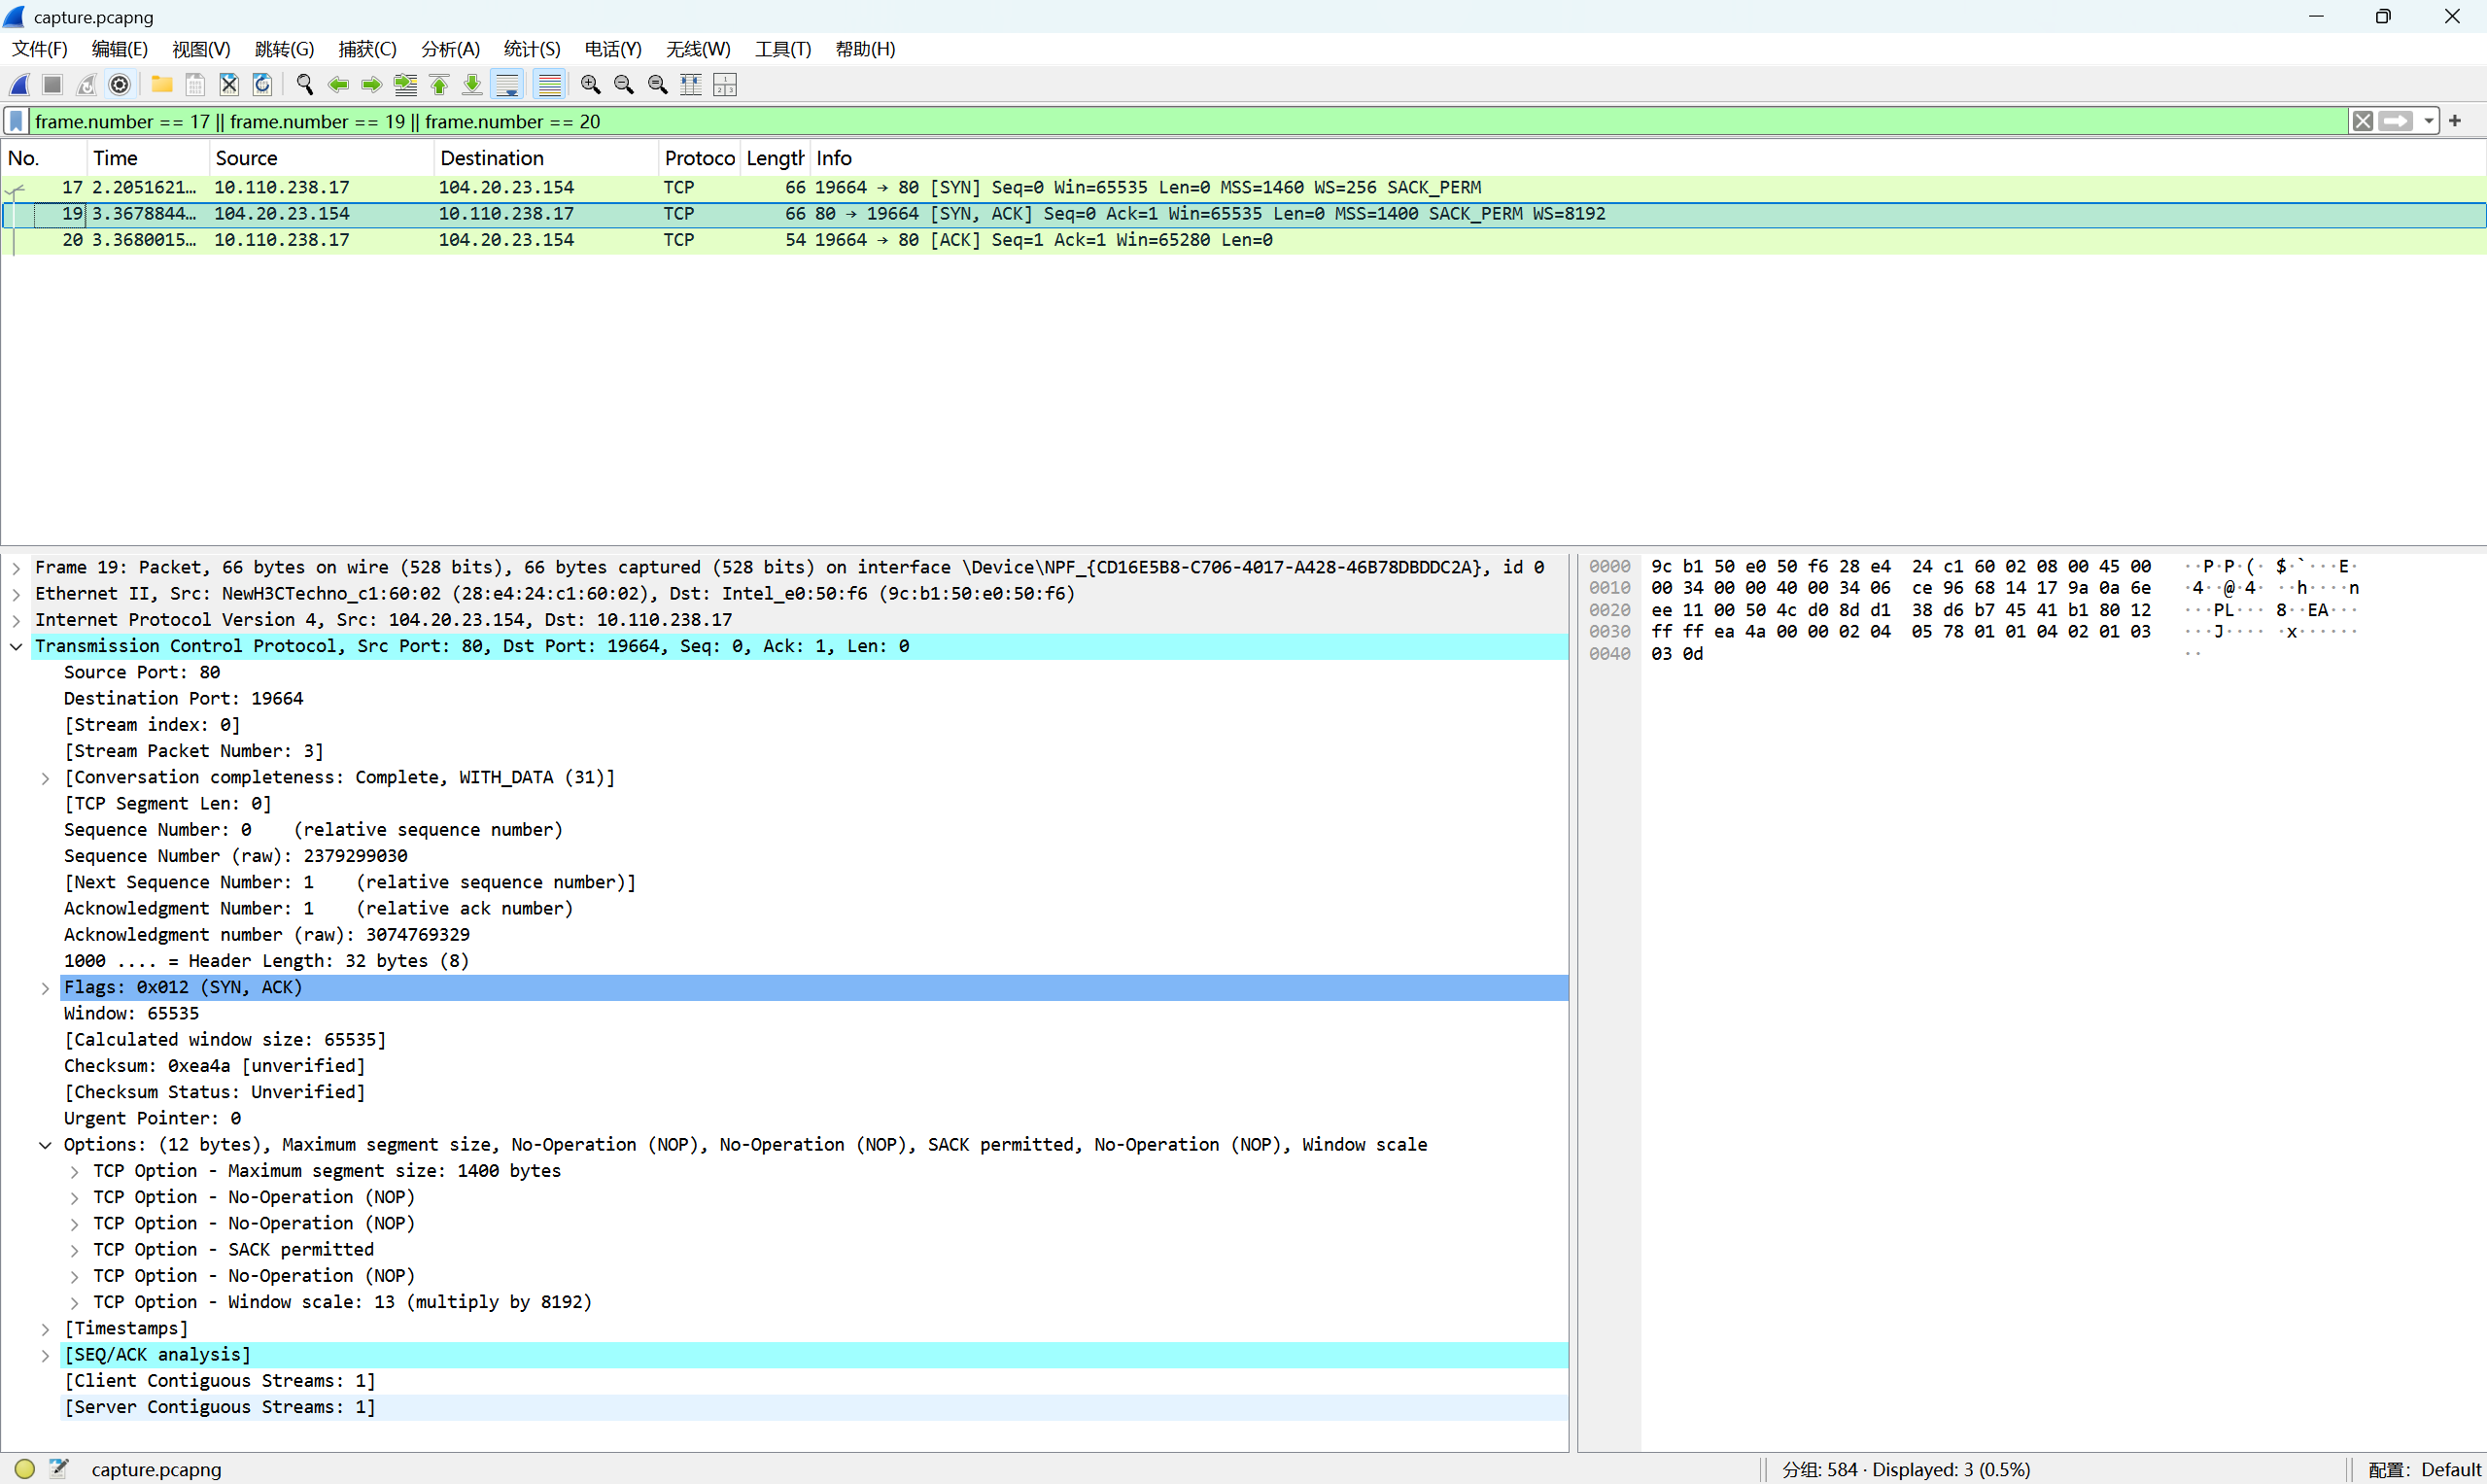 capture.pcapng
文件(F) 编辑(E) 视图(V) 跳转(G) 捕获(C) 分析(A) 统计(S) 电话(Y) 无线(W) 工具(T) 帮助(H)
frame.number == 17 || frame.number == 19 || frame.number == 20
No. Time Source Destination Protoco Length Info
17 2.2051621… 10.110.238.17 104.20.23.154 TCP 66 19664 → 80 [SYN] Seq=0 Win=65535 Len=0 MSS=1460 WS=256 SACK_PERM
19 3.3678844… 104.20.23.154 10.110.238.17 TCP 66 80 → 19664 [SYN, ACK] Seq=0 Ack=1 Win=65535 Len=0 MSS=1400 SACK_PERM WS=8192
20 3.3680015… 10.110.238.17 104.20.23.154 TCP 54 19664 → 80 [ACK] Seq=1 Ack=1 Win=65280 Len=0
Frame 19: Packet, 66 bytes on wire (528 bits), 66 bytes captured (528 bits) on interface \Device\NPF_{CD16E5B8-C706-4017-A428-46B78DBDDC2A}, id 0
Ethernet II, Src: NewH3CTechno_c1:60:02 (28:e4:24:c1:60:02), Dst: Intel_e0:50:f6 (9c:b1:50:e0:50:f6)
Internet Protocol Version 4, Src: 104.20.23.154, Dst: 10.110.238.17
Transmission Control Protocol, Src Port: 80, Dst Port: 19664, Seq: 0, Ack: 1, Len: 0
Source Port: 80
Destination Port: 19664
[Stream index: 0]
[Stream Packet Number: 3]
[Conversation completeness: Complete, WITH_DATA (31)]
[TCP Segment Len: 0]
Sequence Number: 0    (relative sequence number)
Sequence Number (raw): 2379299030
[Next Sequence Number: 1    (relative sequence number)]
Acknowledgment Number: 1    (relative ack number)
Acknowledgment number (raw): 3074769329
1000 .... = Header Length: 32 bytes (8)
Flags: 0x012 (SYN, ACK)
Window: 65535
[Calculated window size: 65535]
Checksum: 0xea4a [unverified]
[Checksum Status: Unverified]
Urgent Pointer: 0
Options: (12 bytes), Maximum segment size, No-Operation (NOP), No-Operation (NOP), SACK permitted, No-Operation (NOP), Window scale
TCP Option - Maximum segment size: 1400 bytes
TCP Option - No-Operation (NOP)
TCP Option - No-Operation (NOP)
TCP Option - SACK permitted
TCP Option - No-Operation (NOP)
TCP Option - Window scale: 13 (multiply by 8192)
[Timestamps]
[SEQ/ACK analysis]
[Client Contiguous Streams: 1]
[Server Contiguous Streams: 1]
0000 9c b1 50 e0 50 f6 28 e4 24 c1 60 02 08 00 45 00 ··P·P·(· $·`···E·
0010 00 34 00 00 40 00 34 06 ce 96 68 14 17 9a 0a 6e ·4··@·4· ··h····n
0020 ee 11 00 50 4c d0 8d d1 38 d6 b7 45 41 b1 80 12 ···PL··· 8··EA···
0030 ff ff ea 4a 00 00 02 04 05 78 01 01 04 02 01 03 ···J···· ·x······
0040 03 0d ··
capture.pcapng
分组: 584 · Displayed: 3 (0.5%)
配置: Default